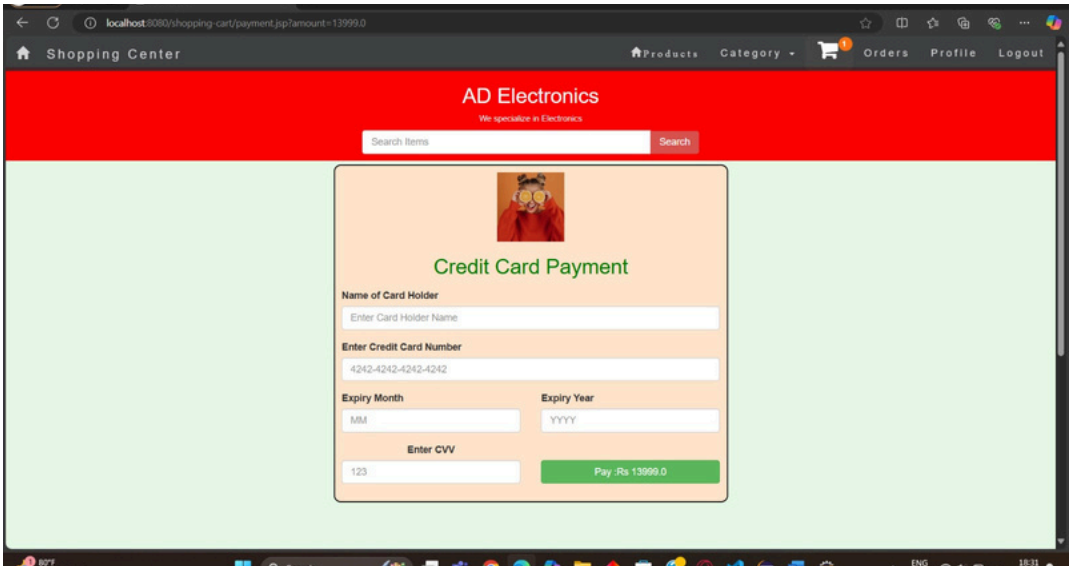 localhost:8080/shopping-cart/payment.jsp?amount=13999.0
Shopping Center Products Category 1 Orders Profile Logout
AD Electronics
We specialize in Electronics
Search Items Search
Credit Card Payment
Name of Card Holder
Enter Card Holder Name
Enter Credit Card Number
4242-4242-4242-4242
Expiry Month Expiry Year
MM YYYY
Enter CVV
123 Pay :Rs 13999.0
1 80°F ENG 18:31